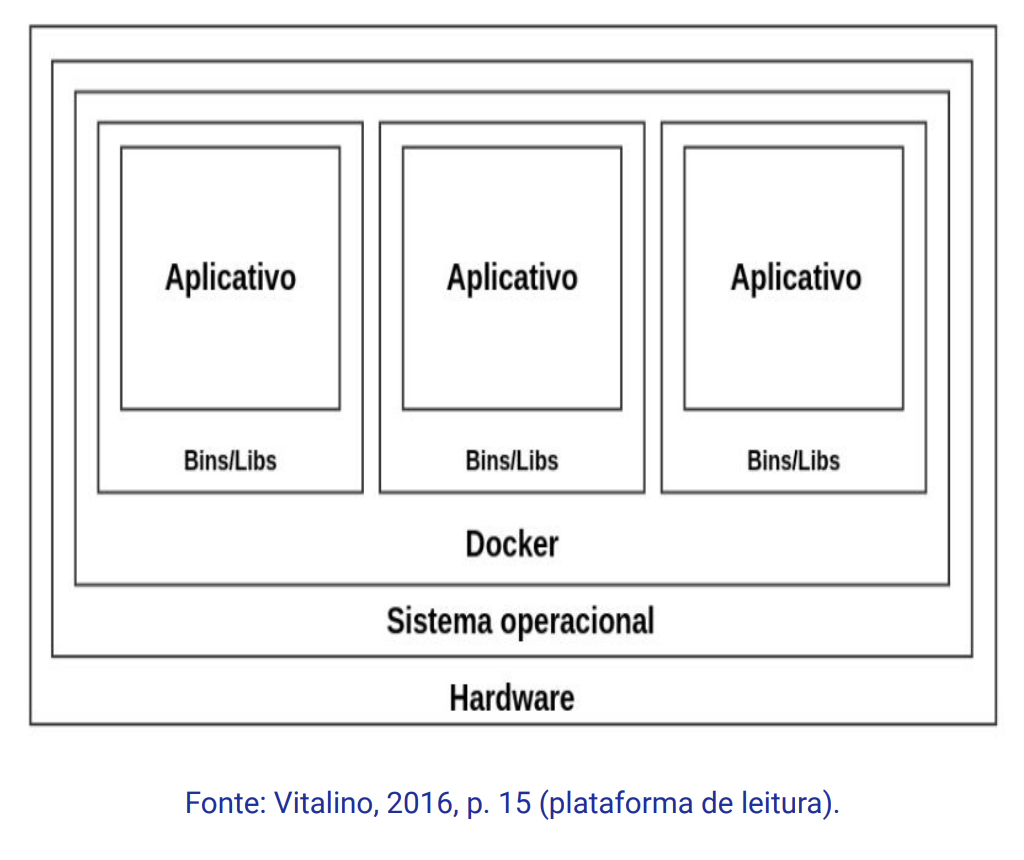 Aplicativo Aplicativo Aplicativo
Bins/Libs Bins/Libs Bins/Libs
Docker
Sistema operacional
Hardware
Fonte: Vitalino, 2016, p. 15 (plataforma de leitura).